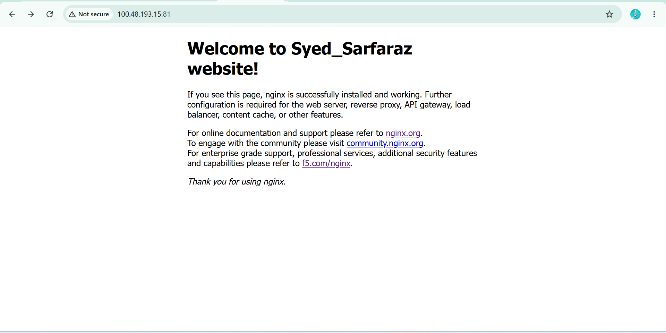 Not secure 100.48.193.15:81
Welcome to Syed_Sarfaraz
website!
If you see this page, nginx is successfully installed and working. Further
configuration is required for the web server, reverse proxy, API gateway, load
balancer, content cache, or other features.
For online documentation and support please refer to nginx.org.
To engage with the community please visit community.nginx.org.
For enterprise grade support, professional services, additional security features
and capabilities please refer to f5.com/nginx.
Thank you for using nginx.